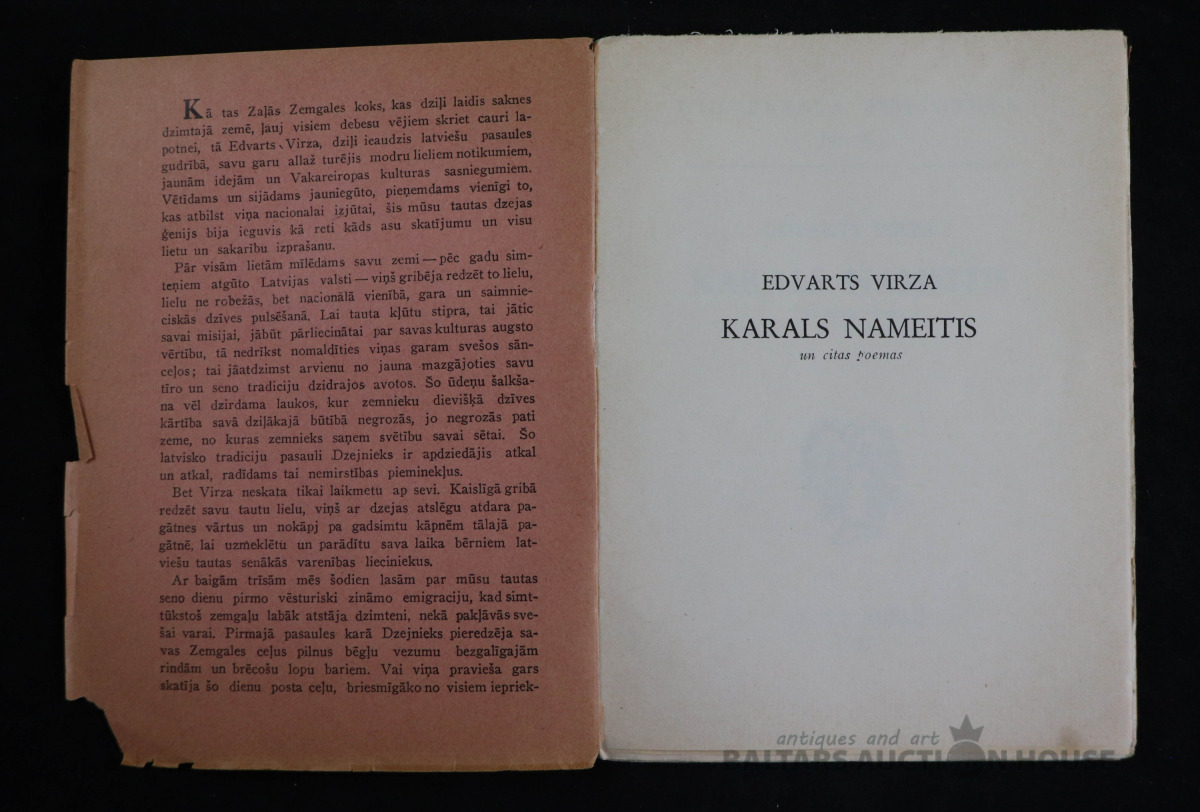 Kā tas Zaļās Zemgales koks, kas dziļi laidis saknes
dzimtajā zemē, ļauj visiem debesu vējiem skriet cauri la-
potnei, tā Edvarts Virza, dziļi ieaudzis latviešu pasaules
gudrībā, savu garu allaž turējis modru lieliem notikumiem,
jaunām idejām un Vakareiropas kulturas sasniegumiem.
Vētīdams un sijādams jauniegūto, pieņemdams vienīgi to,
kas atbilst viņa nacionalai izjūtai, šis mūsu tautas dzejas
ģenijs bija ieguvis kā reti kāds asu skatījumu un visu
lietu un sakarību izprašanu.
Pār visām lietām mīlēdams savu zemi — pēc gadu sim-
teņiem atgūto Latvijas valsti — viņš gribēja redzēt to lielu,
lielu ne robežās, bet nacionālā vienībā, gara un saimnie-
ciskās dzīves pulsēšanā. Lai tauta kļūtu stipra, tai jātic
savai misijai, jābūt pārliecinātai par savas kulturas augsto
vērtību, tā nedrīkst nomaldīties viņas garam svešos sān-
ceļos; tai jāatdzimst arvienu no jauna mazgājoties savu
tīro un seno tradiciju dzidrajos avotos. Šo ūdeņu šalkša-
na vēl dzirdama laukos, kur zemnieku dievišķā dzīves
kārtība savā dziļākajā būtībā negrozās, jo negrozās pati
zeme, no kuras zemnieks saņem svētību savai sētai. Šo
latvisko tradiciju pasauli Dzejnieks ir apdziedājis atkal
un atkal, radīdams tai nemirstības pieminekļus.
Bet Virza neskata tikai laikmetu ap sevi. Kaislīgā gribā
redzēt savu tautu lielu, viņš ar dzejas atslēgu atdara pa-
gātnes vārtus un nokāpj pa gadsimtu kāpnēm tālajā pa-
gātnē, lai uzmeklētu un parādītu sava laika bērniem lat-
viešu tautas senākās varenības lieciniekus.
Ar baigām trīsām mēs šodien lasām par mūsu tautas
seno dienu pirmo vēsturiski zināmo emigraciju, kad simt-
tūkstoš zemgaļu labāk atstāja dzimteni, nekā pakļāvās sve-
šai varai. Pirmajā pasaules karā Dzejnieks pieredzēja sa-
vas Zemgales ceļus pilnus bēgļu vezumu bezgalīgajām
rindām un brēcošu lopu bariem. Vai viņa pravieša gars
skatīja šo dienu posta ceļu, briesmīgāko no visiem iepriek-
EDVARTS VIRZA
KARALS NAMEITIS
un citas poemas
antiques and art
BALTARS AUCTION HOUSE